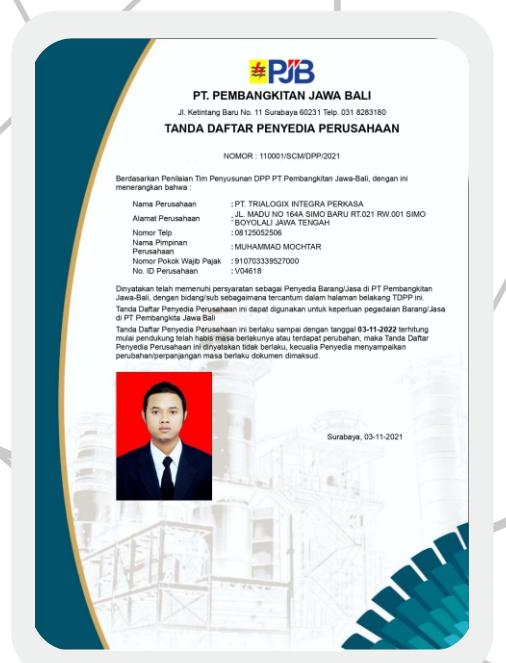 PJB
PT. PEMBANGKITAN JAWA BALI
Jl. Ketintang Baru No. 11 Surabaya 60231 Telp. 031 8283180
TANDA DAFTAR PENYEDIA PERUSAHAAN
NOMOR : 110001/SCM/DPP/2021
Berdasarkan Penilaian Tim Penyusunan DPP PT Pembangkitan Jawa-Bali, dengan ini
menerangkan bahwa :
Nama Perusahaan : PT. TRIALOGIX INTEGRA PERKASA
Alamat Perusahaan : JL. MADU NO 164A SIMO BARU RT.021 RW.001 SIMO
BOYOLALI JAWA TENGAH
Nomor Telp : 08125052506
Nama Pimpinan
Perusahaan : MUHAMMAD MOCHTAR
Nomor Pokok Wajib Pajak : 910703339527000
No. ID Perusahaan : V04618
Dinyatakan telah memenuhi persyaratan sebagai Penyedia Barang/Jasa di PT Pembangkitan
Jawa-Bali, dengan bidang/sub sebagaimana tercantum dalam halaman belakang TDPP ini.
Tanda Daftar Penyedia Perusahaan ini dapat digunakan untuk keperluan pegadaian Barang/Jasa
di PT Pembangkita Jawa Bali
Tanda Daftar Penyedia Perusahaan ini berlaku sampai dengan tanggal 03-11-2022 terhitung
mulai pendukung telah habis masa berlakunya atau terdapat perubahan, maka Tanda Daftar
Penyedia Perusahaan ini dinyatakan tidak berlaku, kecualia Penyedia menyampaikan
perubahan/perpanjangan masa berlaku dokumen dimaksud.
Surabaya, 03-11-2021